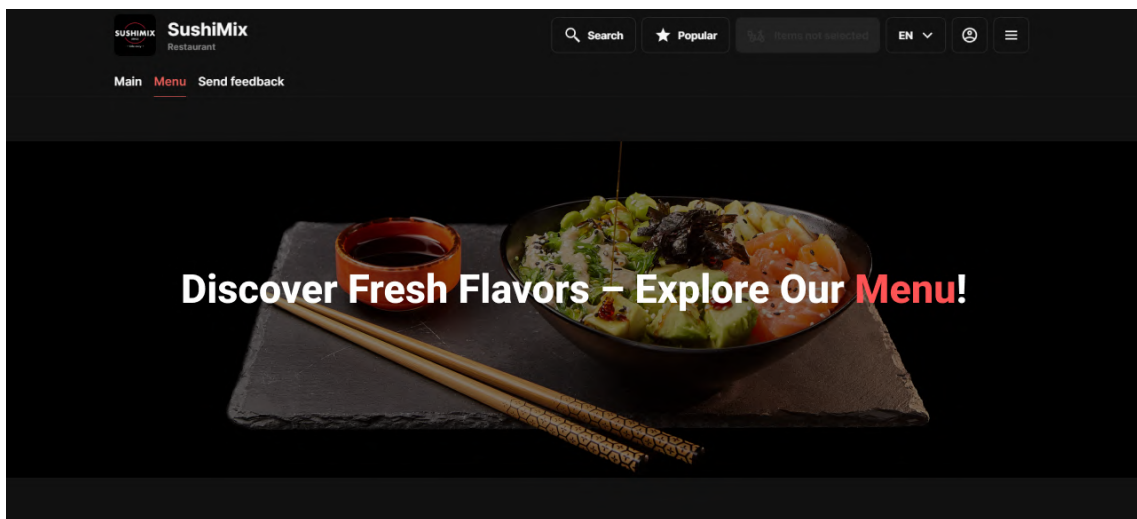 SUSHIMIX
SushiMix
Restaurant
Search
Popular
Items not selected
EN
Main
Menu
Send feedback
Discover Fresh Flavors – Explore Our Menu!